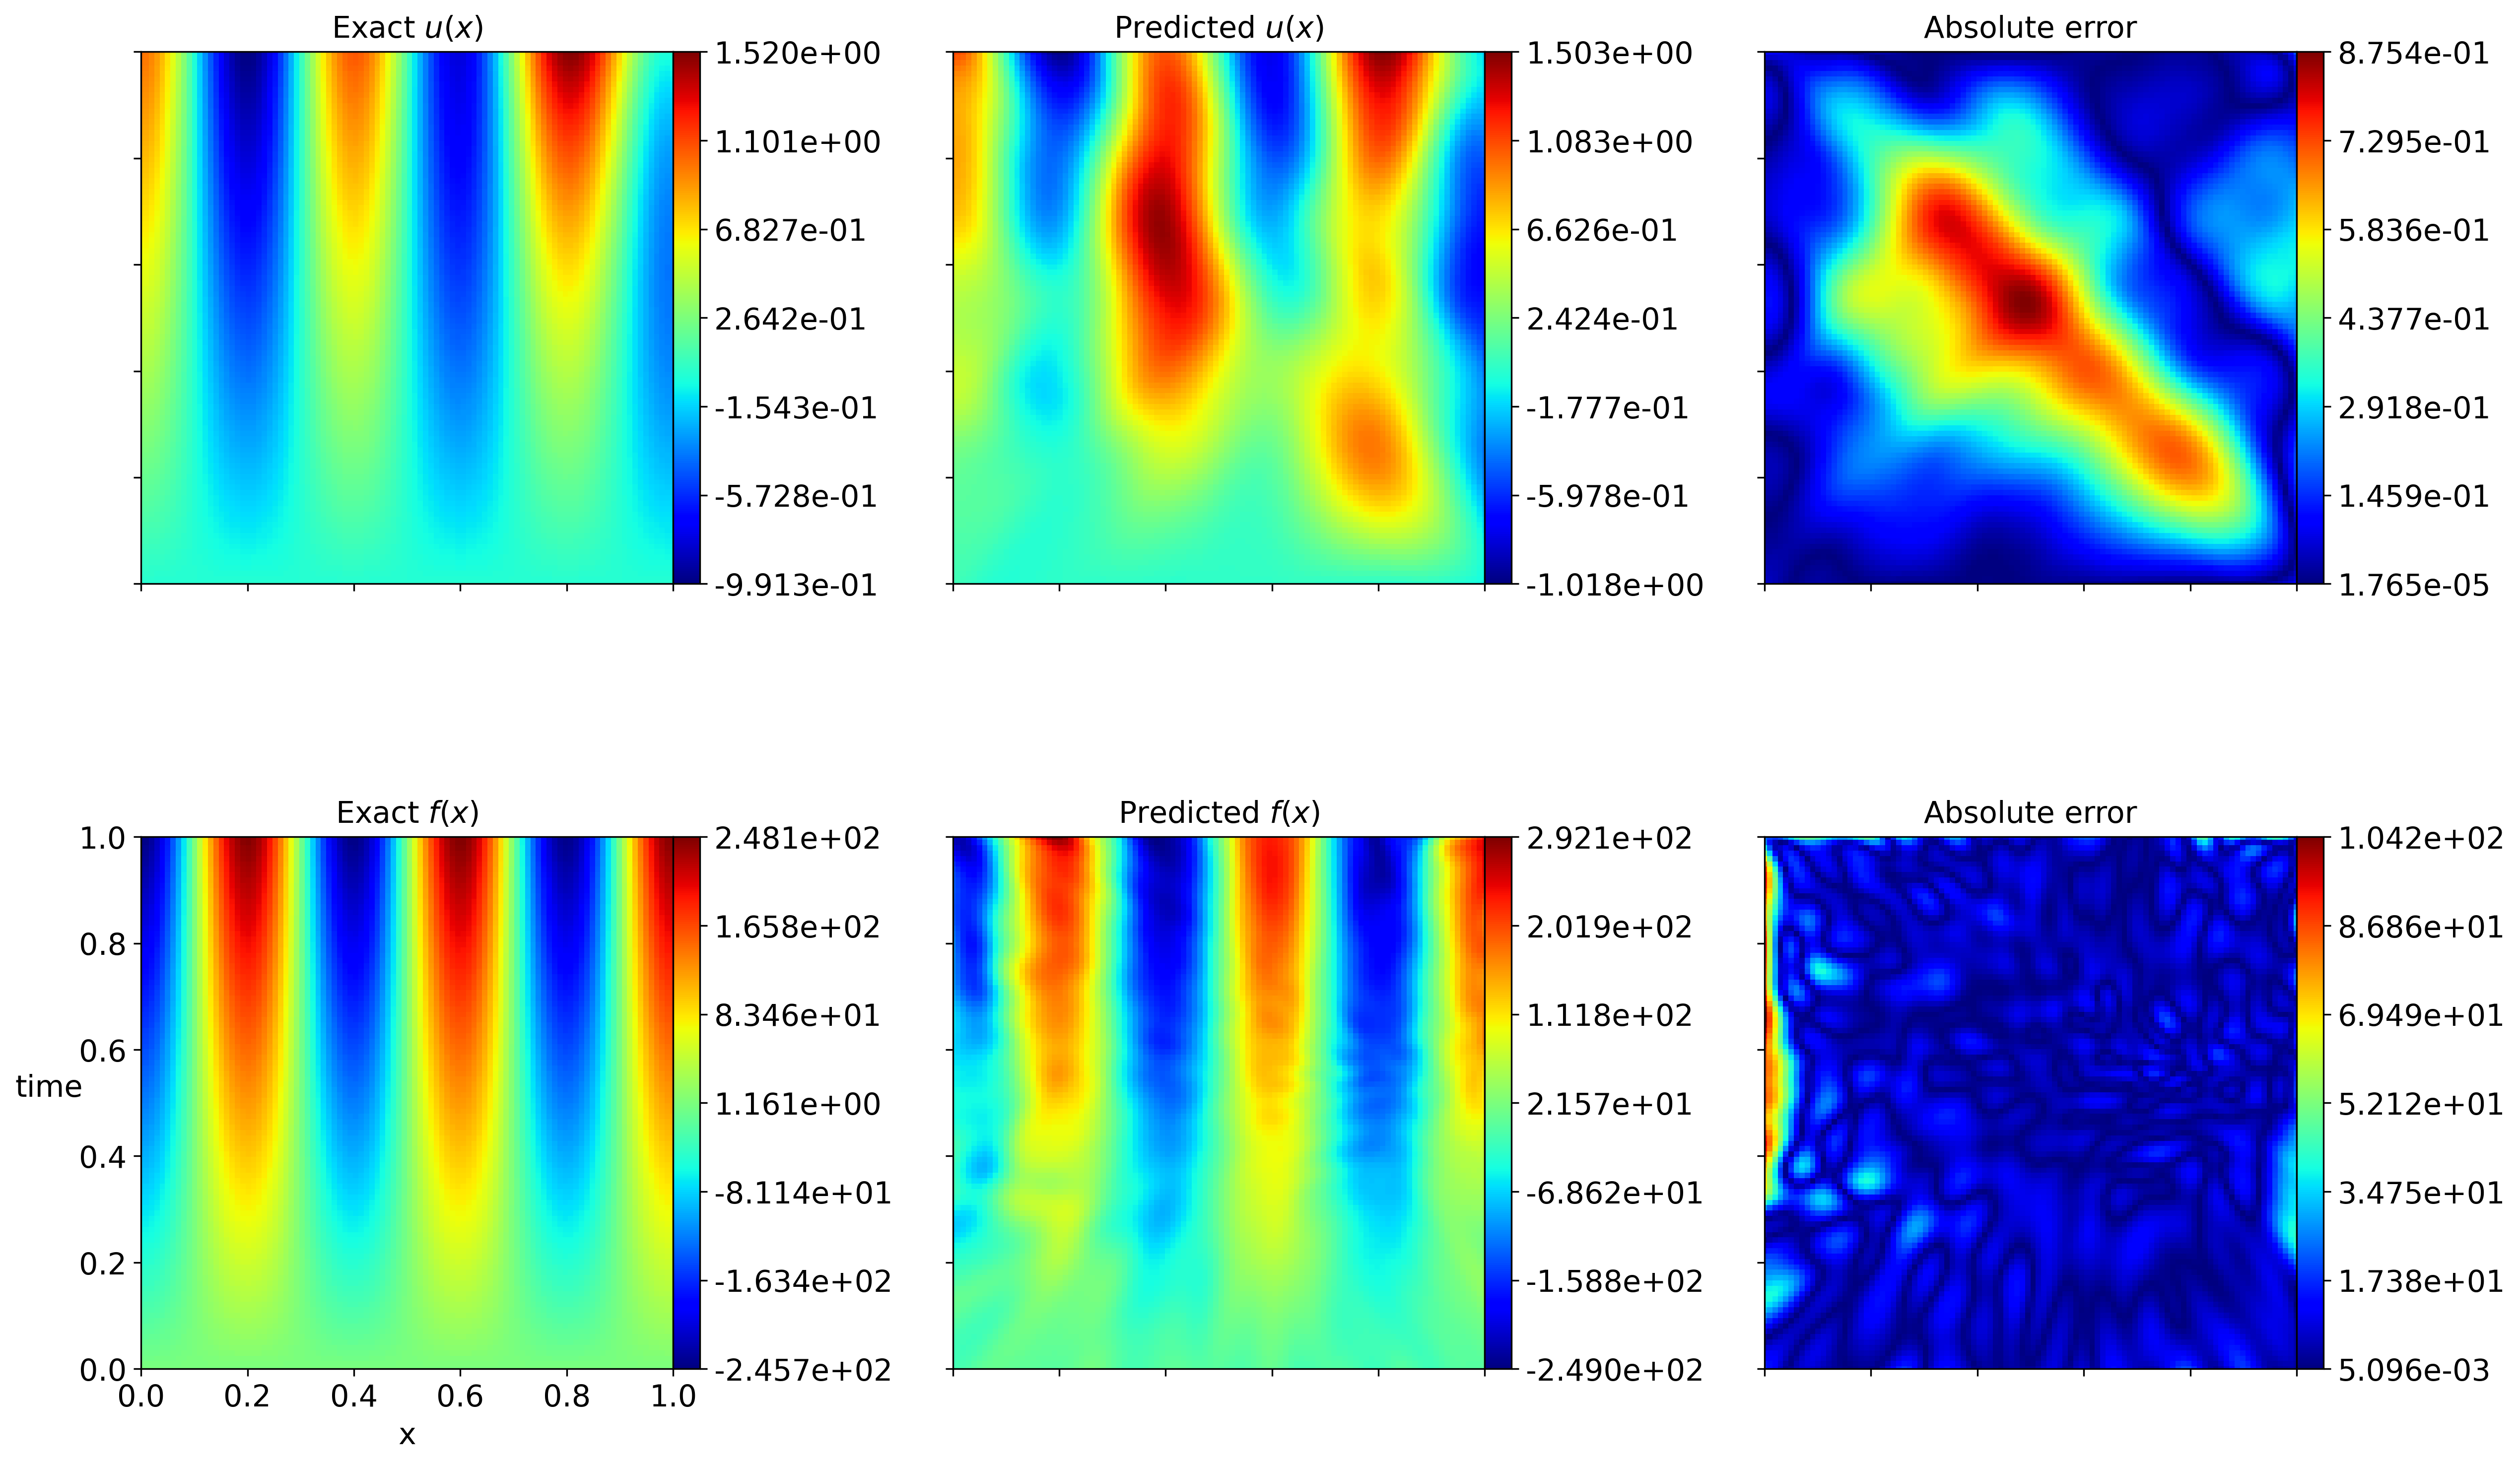 Exact u(x)
1.520e+00
1.101e+00
6.827e-01
2.642e-01
-1.543e-01
-5.728e-01
-9.913e-01
Predicted u(x)
1.503e+00
1.083e+00
6.626e-01
2.424e-01
-1.777e-01
-5.978e-01
-1.018e+00
Absolute error
8.754e-01
7.295e-01
5.836e-01
4.377e-01
2.918e-01
1.459e-01
1.765e-05
Exact f(x)
time
1.0
0.8
0.6
0.4
0.2
0.0
0.0 0.2 0.4 0.6 0.8 1.0
x
2.481e+02
1.658e+02
8.346e+01
1.161e+00
-8.114e+01
-1.634e+02
-2.457e+02
Predicted f(x)
2.921e+02
2.019e+02
1.118e+02
2.157e+01
-6.862e+01
-1.588e+02
-2.490e+02
Absolute error
1.042e+02
8.686e+01
6.949e+01
5.212e+01
3.475e+01
1.738e+01
5.096e-03